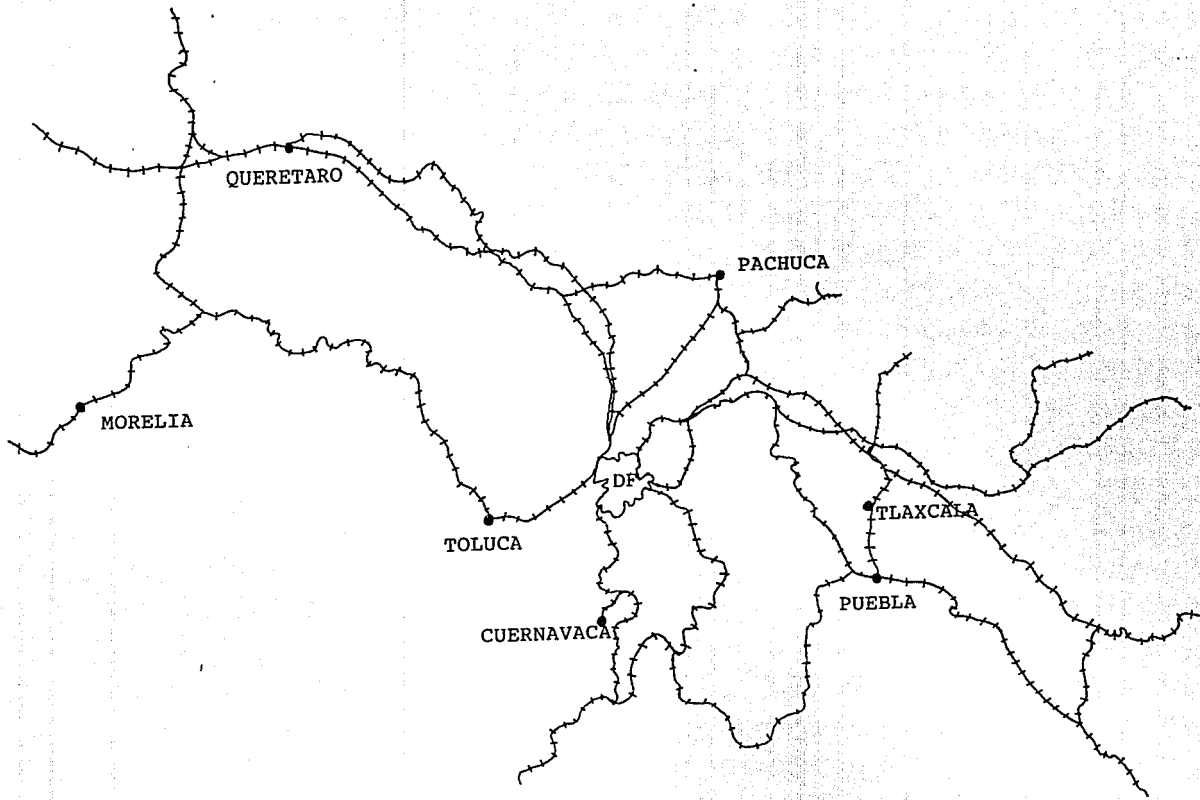 QUERETARO
PACHUCA
MORELIA
DF
TLAXCALA
TOLUCA
PUEBLA
CUERNAVACA